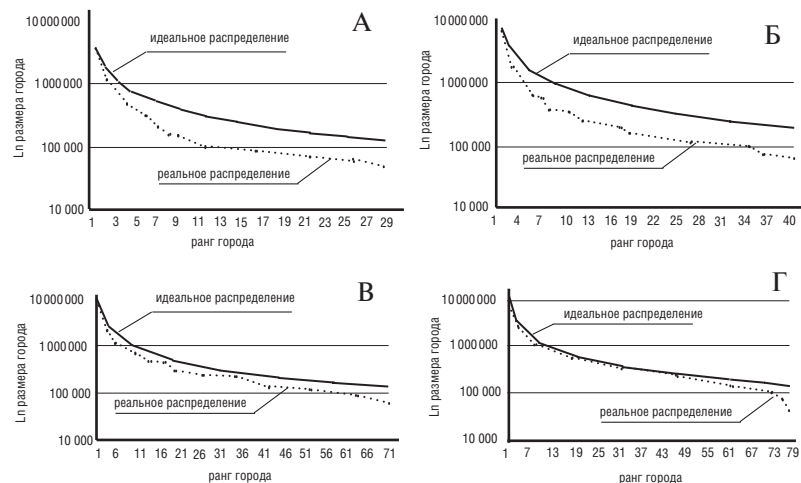 А
10 000 000
1 000 000
100 000
10 000
Ln размера города
идеальное распределение
реальное распределение
1 3 5 7 9 11 13 15 17 19 21 23 25 27 29
ранг города
Б
10 000 000
1 000 000
100 000
10 000
Ln размера города
идеальное распределение
реальное распределение
1 4 7 10 13 16 19 22 25 28 31 34 37 40
ранг города
В
10 000 000
1 000 000
100 000
10 000
Ln размера города
идеальное распределение
реальное распределение
1 6 11 16 21 26 31 36 41 46 51 56 61 66 71
ранг города
Г
10 000 000
1 000 000
100 000
10 000
Ln размера города
идеальное распределение
реальное распределение
1 7 13 19 25 31 37 43 49 55 61 67 73 79
ранг города